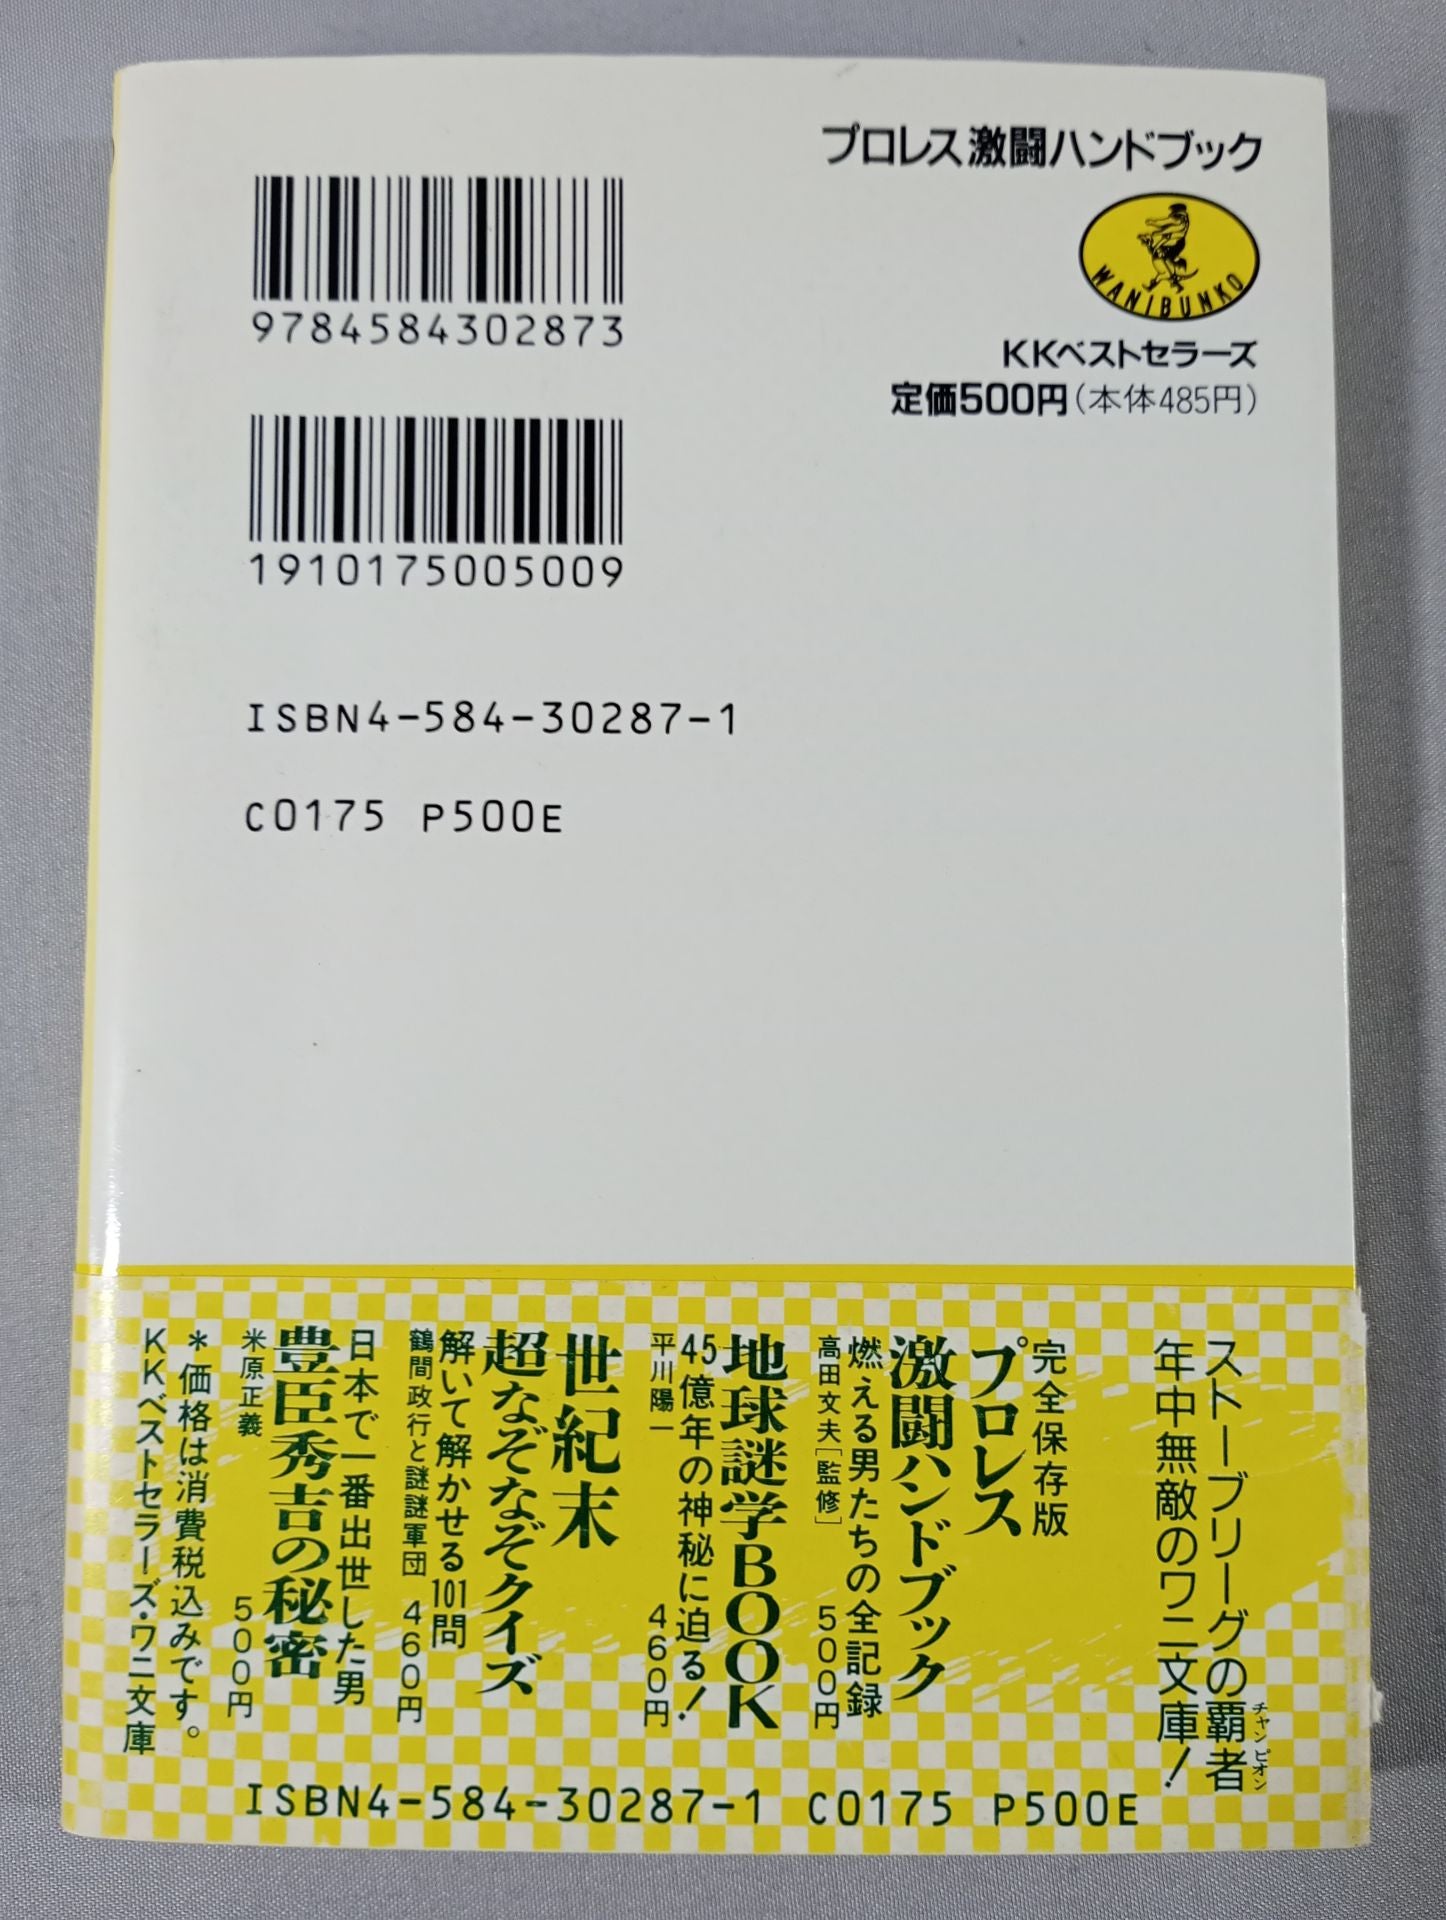 プロレス激闘ハンドブック
WANIBUNKO
KKベストセラーズ
定価500円(本体485円)
9784584302873
1910175005009
ISBN4-584-30287-1
C0175 P500E
ストーブリーグの覇者
チャンピオン
年中無敵のワニ文庫!
完全保存版
プロレス
激闘ハンドブック
燃える男たちの全記録
高田文夫[監修] 500円
地球謎学BOOK
45億年の神秘に迫る!
平川陽一 460円
世紀末
超なぞなぞクイズ
解いて解かせる101問
鶴間政行と謎謎軍団 460円
日本で一番出世した男
豊臣秀吉の秘密
米原正義 500円
*価格は消費税込みです。
KKベストセラーズ・ワニ文庫
ISBN4-584-30287-1 C0175 P500E